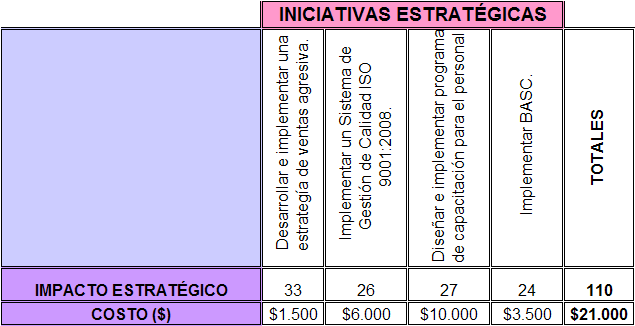 INICIATIVAS ESTRATÉGICAS
Desarrollar e implementar una
estrategía de ventas agresiva.
Implementar un Sistema de
Gestión de Calidad ISO
9001:2008.
Diseñar e implementar programa
de capacitación para el personal
Implementar BASC.
TOTALES
IMPACTO ESTRATÉGICO 33 26 27 24 110
COSTO ($) $1.500 $6.000 $10.000 $3.500 $21.000